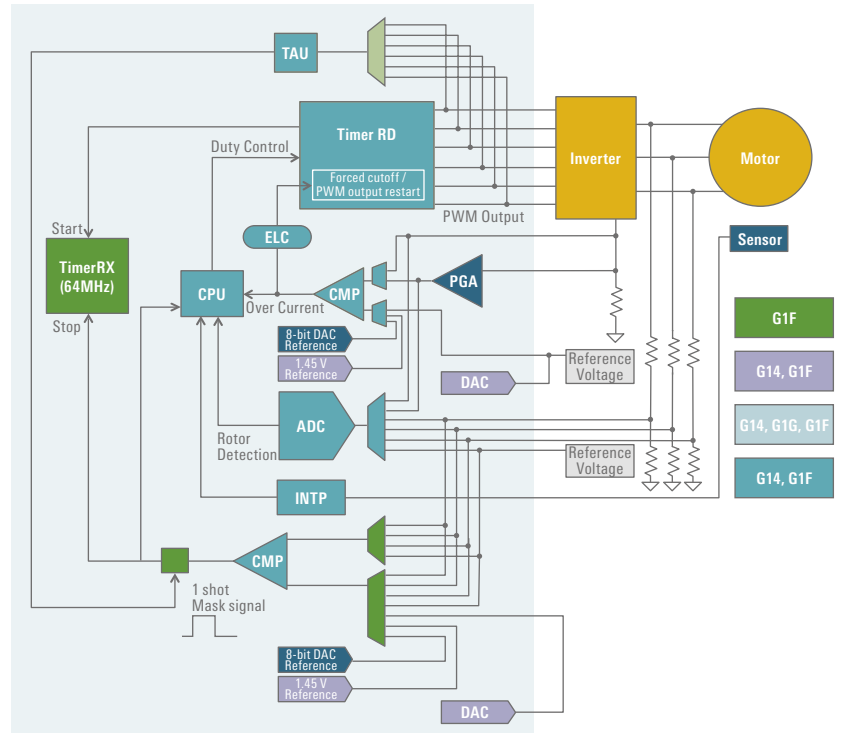 TAU
Timer RD
Duty Control
Forced cutoff /
PWM output restart
Inverter
Motor
PWM Output
Start
ELC
Sensor
TimerRX
(64MHz)
CPU
CMP
PGA
Over Current
Stop
G1F
8-bit DAC
Reference
1.45 V
Reference
DAC
Reference
Voltage
G14, G1F
ADC
G14, G1G, G1F
Rotor
Detection
Reference
Voltage
G14, G1F
INTP
CMP
1 shot
Mask signal
8-bit DAC
Reference
1.45 V
Reference
DAC